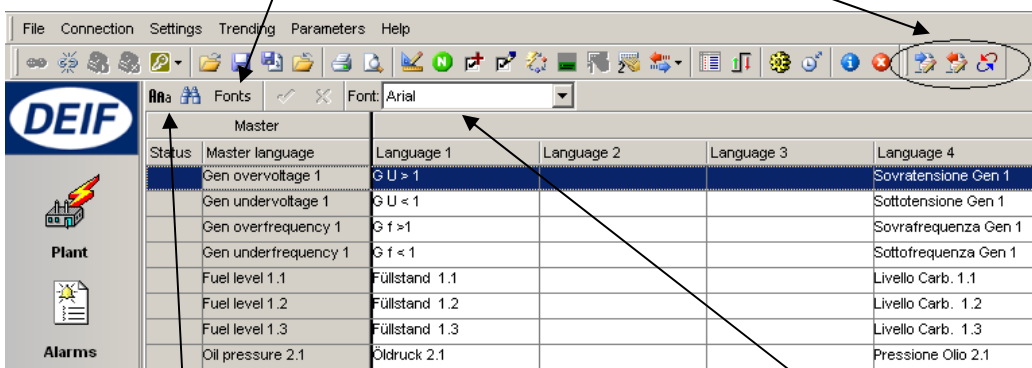 File Connection Settings Trending Parameters Help
DEIF
AAa Fonts Font: Arial
Master
Status Master language Language 1 Language 2 Language 3 Language 4
Gen overvoltage 1 G U > 1 Sovratensione Gen 1
Gen undervoltage 1 G U < 1 Sottotensione Gen 1
Gen overfrequency 1 G f >1 Sovrafrequenza Gen 1
Gen underfrequency 1 G f < 1 Sottofrequenza Gen 1
Fuel level 1.1 Füllstand 1.1 Livello Carb. 1.1
Fuel level 1.2 Füllstand 1.2 Livello Carb. 1.2
Fuel level 1.3 Füllstand 1.3 Livello Carb. 1.3
Oil pressure 2.1 Öldruck 2.1 Pressione Olio 2.1
Plant
Alarms